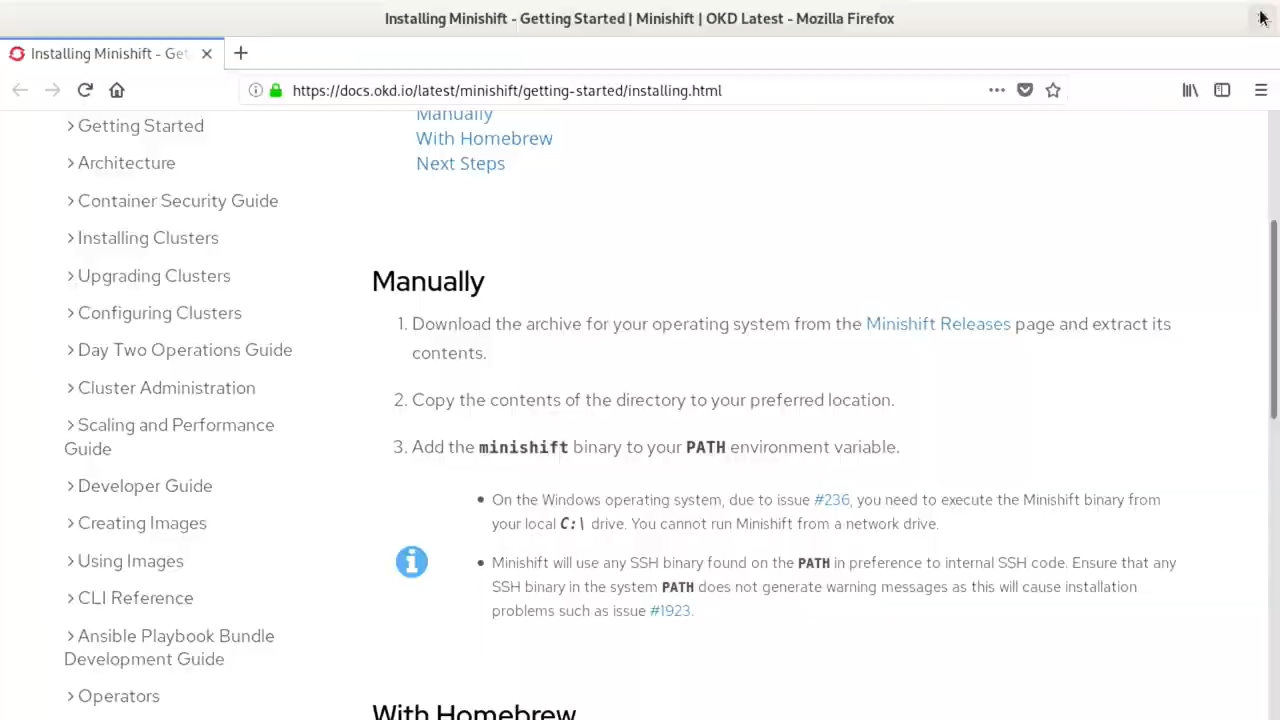 Installing Minishift - Getting Started | Minishift | OKD Latest - Mozilla Firefox
Installing Minishift - Get
https://docs.okd.io/latest/minishift/getting-started/installing.html
Getting Started
Architecture
Container Security Guide
Installing Clusters
Upgrading Clusters
Configuring Clusters
Day Two Operations Guide
Cluster Administration
Scaling and Performance
Guide
Developer Guide
Creating Images
Using Images
CLI Reference
Ansible Playbook Bundle
Development Guide
Operators
Manually
With Homebrew
Next Steps
Manually
1. Download the archive for your operating system from the Minishift Releases page and extract its
contents.
2. Copy the contents of the directory to your preferred location.
3. Add the minishift binary to your PATH environment variable.
• On the Windows operating system, due to issue #236, you need to execute the Minishift binary from
your local C:\ drive. You cannot run Minishift from a network drive.
• Minishift will use any SSH binary found on the PATH in preference to internal SSH code. Ensure that any
SSH binary in the system PATH does not generate warning messages as this will cause installation
problems such as issue #1923.
With Homebrew